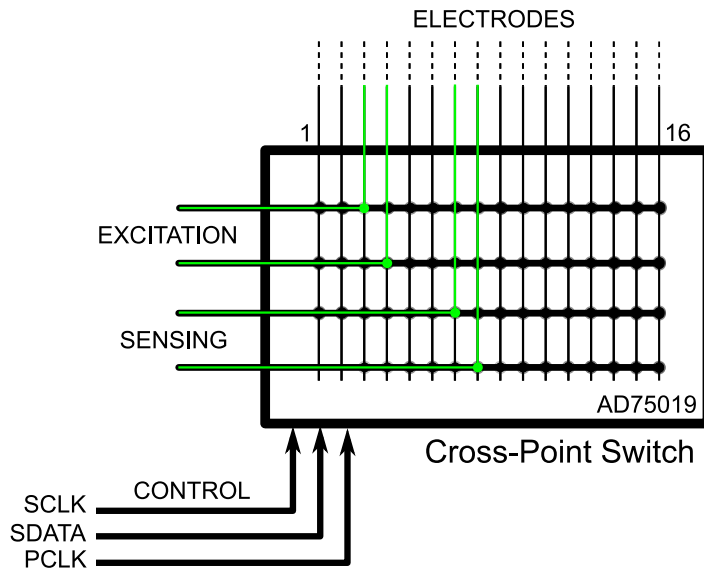 ELECTRODES
1
16
EXCITATION
SENSING
AD75019
Cross-Point Switch
CONTROL
SCLK
SDATA
PCLK